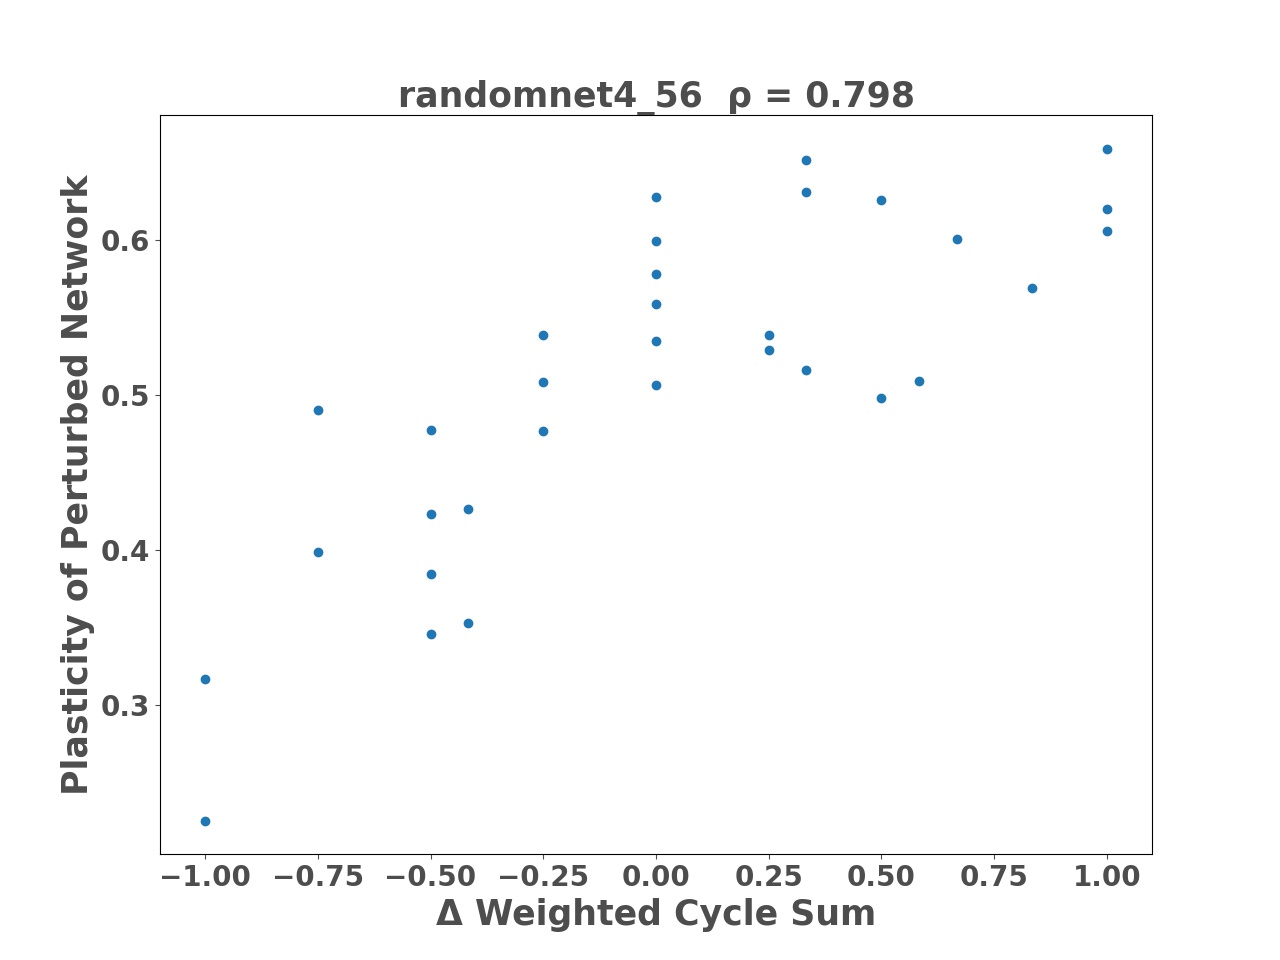 randomnet4_56  ρ = 0.798
Plasticity of Perturbed Network
0.6
0.5
0.4
0.3
−1.00 −0.75 −0.50 −0.25 0.00 0.25 0.50 0.75 1.00
Δ Weighted Cycle Sum